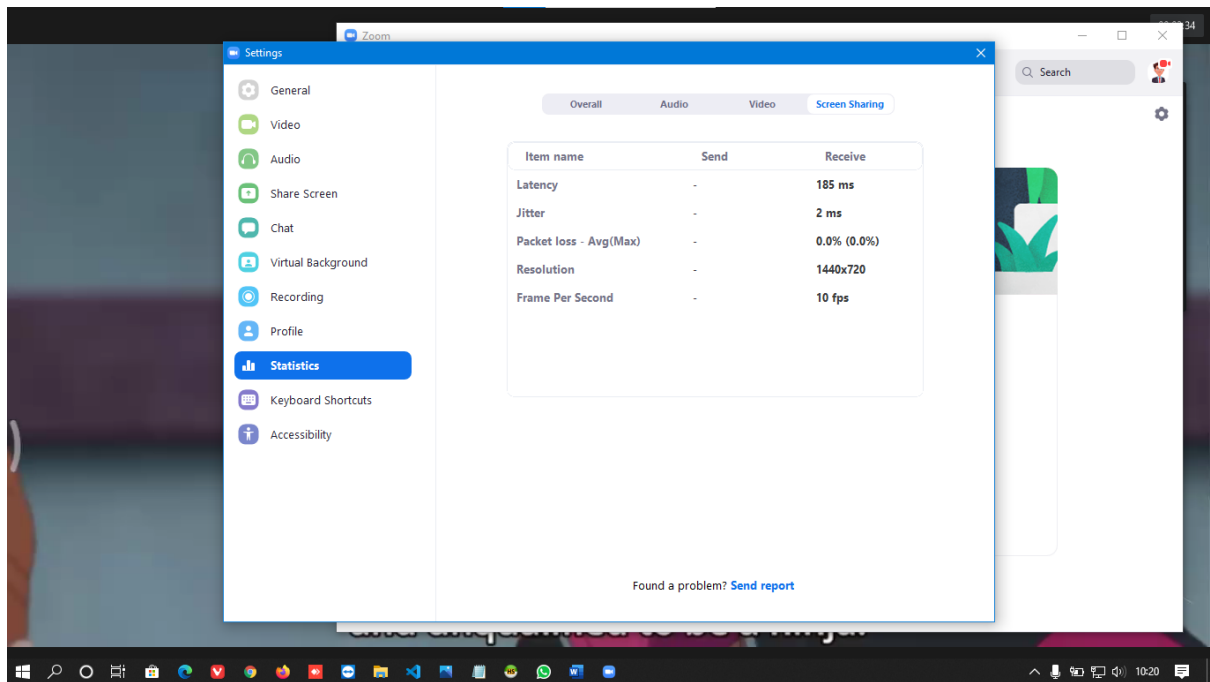 34
Zoom
Settings
Search
General
Video
Audio
Share Screen
Chat
Virtual Background
Recording
Profile
Statistics
Keyboard Shortcuts
Accessibility
Overall Audio Video Screen Sharing
Item name Send Receive
Latency - 185 ms
Jitter - 2 ms
Packet loss - Avg(Max) - 0.0% (0.0%)
Resolution - 1440x720
Frame Per Second - 10 fps
Found a problem? Send report
10:20